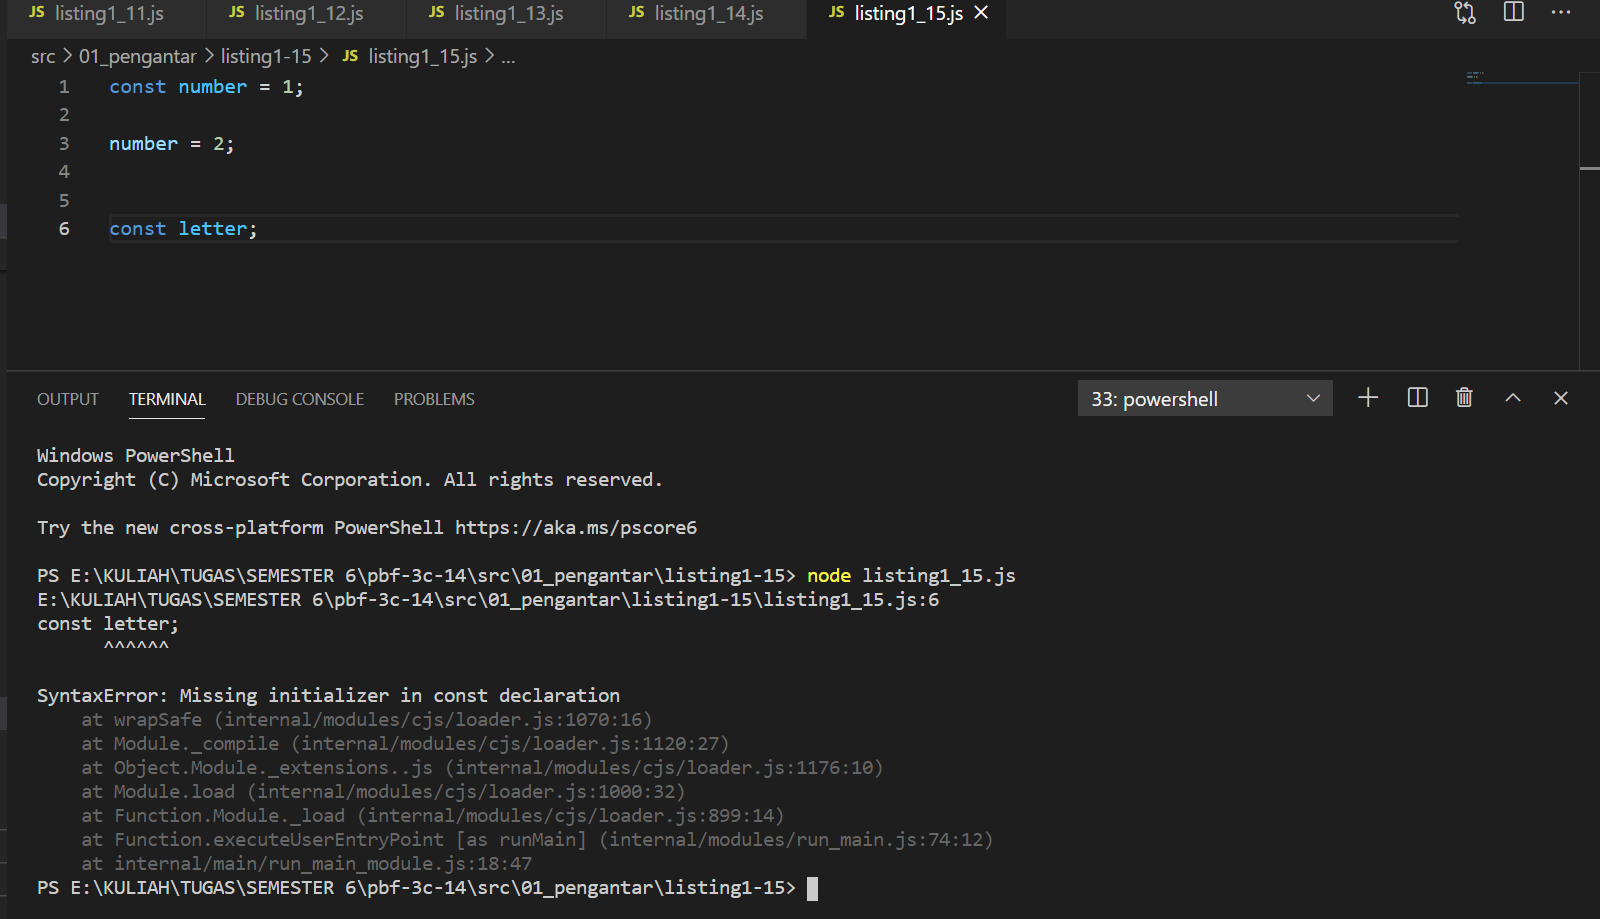 JS listing1_11.js JS listing1_12.js JS listing1_13.js JS listing1_14.js JS listing1_15.js
src > 01_pengantar > listing1-15 > JS listing1_15.js > ...
1 const number = 1;
2
3 number = 2;
4
5
6 const letter;
OUTPUT TERMINAL DEBUG CONSOLE PROBLEMS 33: powershell
Windows PowerShell
Copyright (C) Microsoft Corporation. All rights reserved.
Try the new cross-platform PowerShell https://aka.ms/pscore6
PS E:\KULIAH\TUGAS\SEMESTER 6\pbf-3c-14\src\01_pengantar\listing1-15> node listing1_15.js
E:\KULIAH\TUGAS\SEMESTER 6\pbf-3c-14\src\01_pengantar\listing1-15\listing1_15.js:6
const letter;
      ^^^^^^
SyntaxError: Missing initializer in const declaration
    at wrapSafe (internal/modules/cjs/loader.js:1070:16)
    at Module._compile (internal/modules/cjs/loader.js:1120:27)
    at Object.Module._extensions..js (internal/modules/cjs/loader.js:1176:10)
    at Module.load (internal/modules/cjs/loader.js:1000:32)
    at Function.Module._load (internal/modules/cjs/loader.js:899:14)
    at Function.executeUserEntryPoint [as runMain] (internal/modules/run_main.js:74:12)
    at internal/main/run_main_module.js:18:47
PS E:\KULIAH\TUGAS\SEMESTER 6\pbf-3c-14\src\01_pengantar\listing1-15>